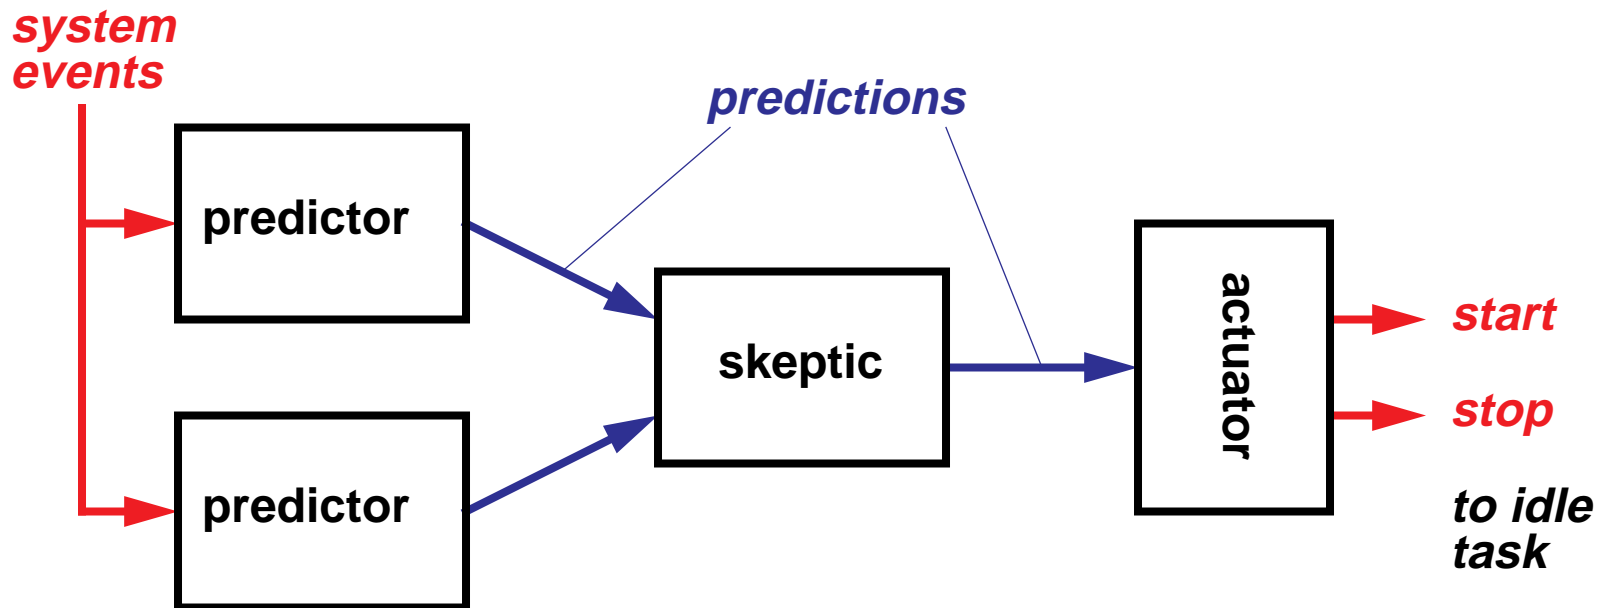 system
events
predictions
predictor
skeptic
predictor
actuator
start
stop
to idle
task